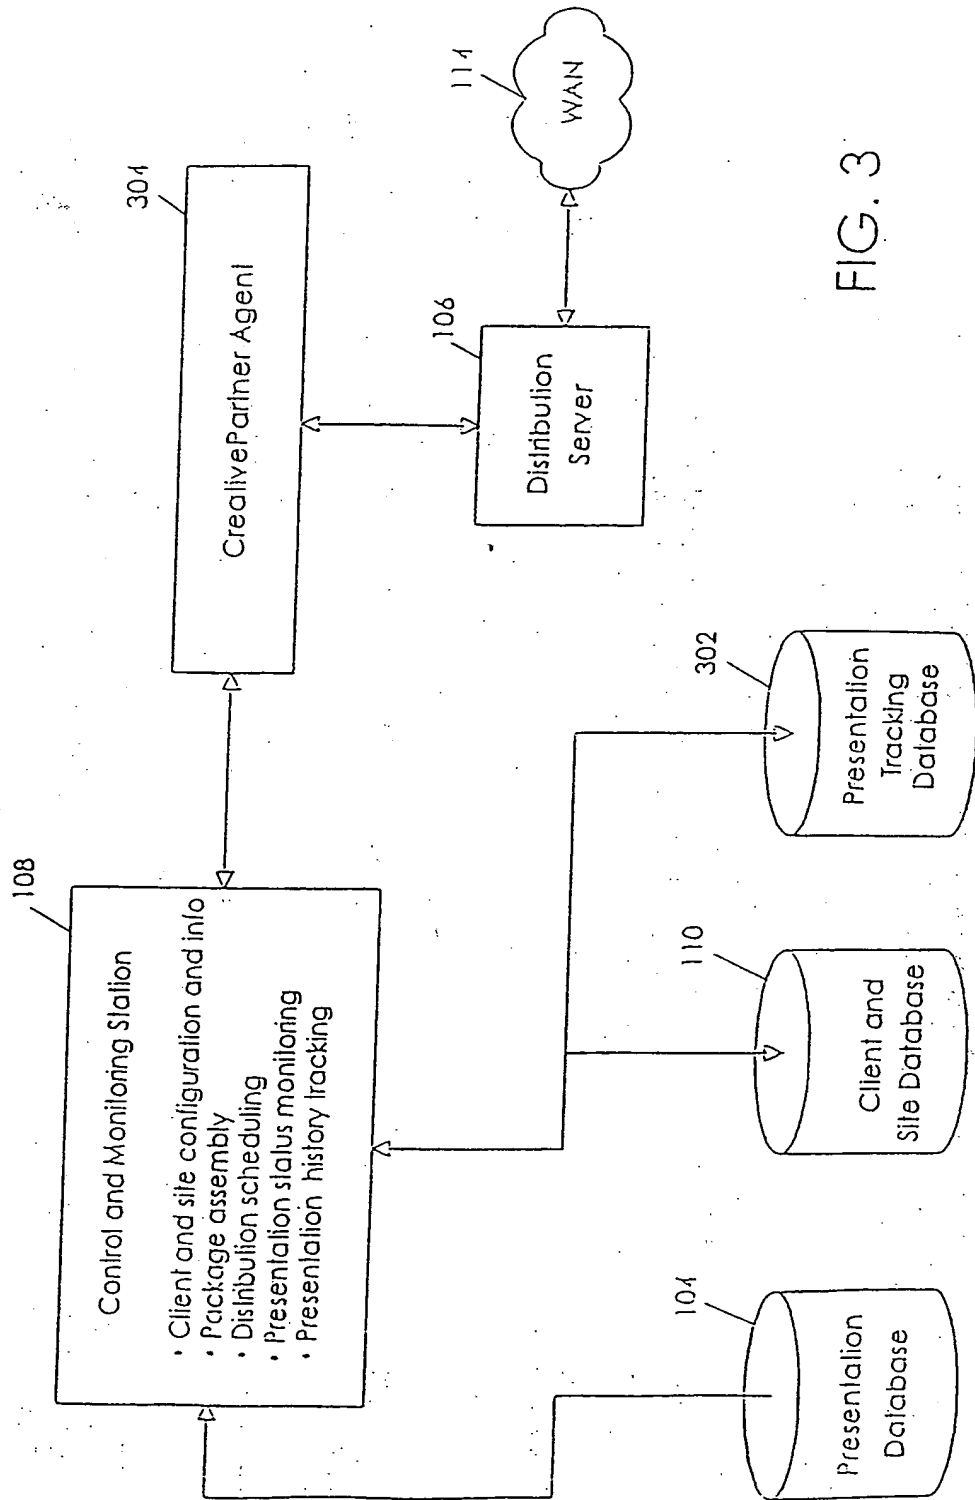 108
Control and Monitoring Station
• Client and site configuration and info
• Package assembly
• Distribution scheduling
• Presentation status monitoring
• Presentation history tracking
304
CreativePartner Agent
106
Distribution
Server
114
WAN
104
Presentation
Database
110
Client and
Site Database
302
Presentation
Tracking
Database
FIG. 3